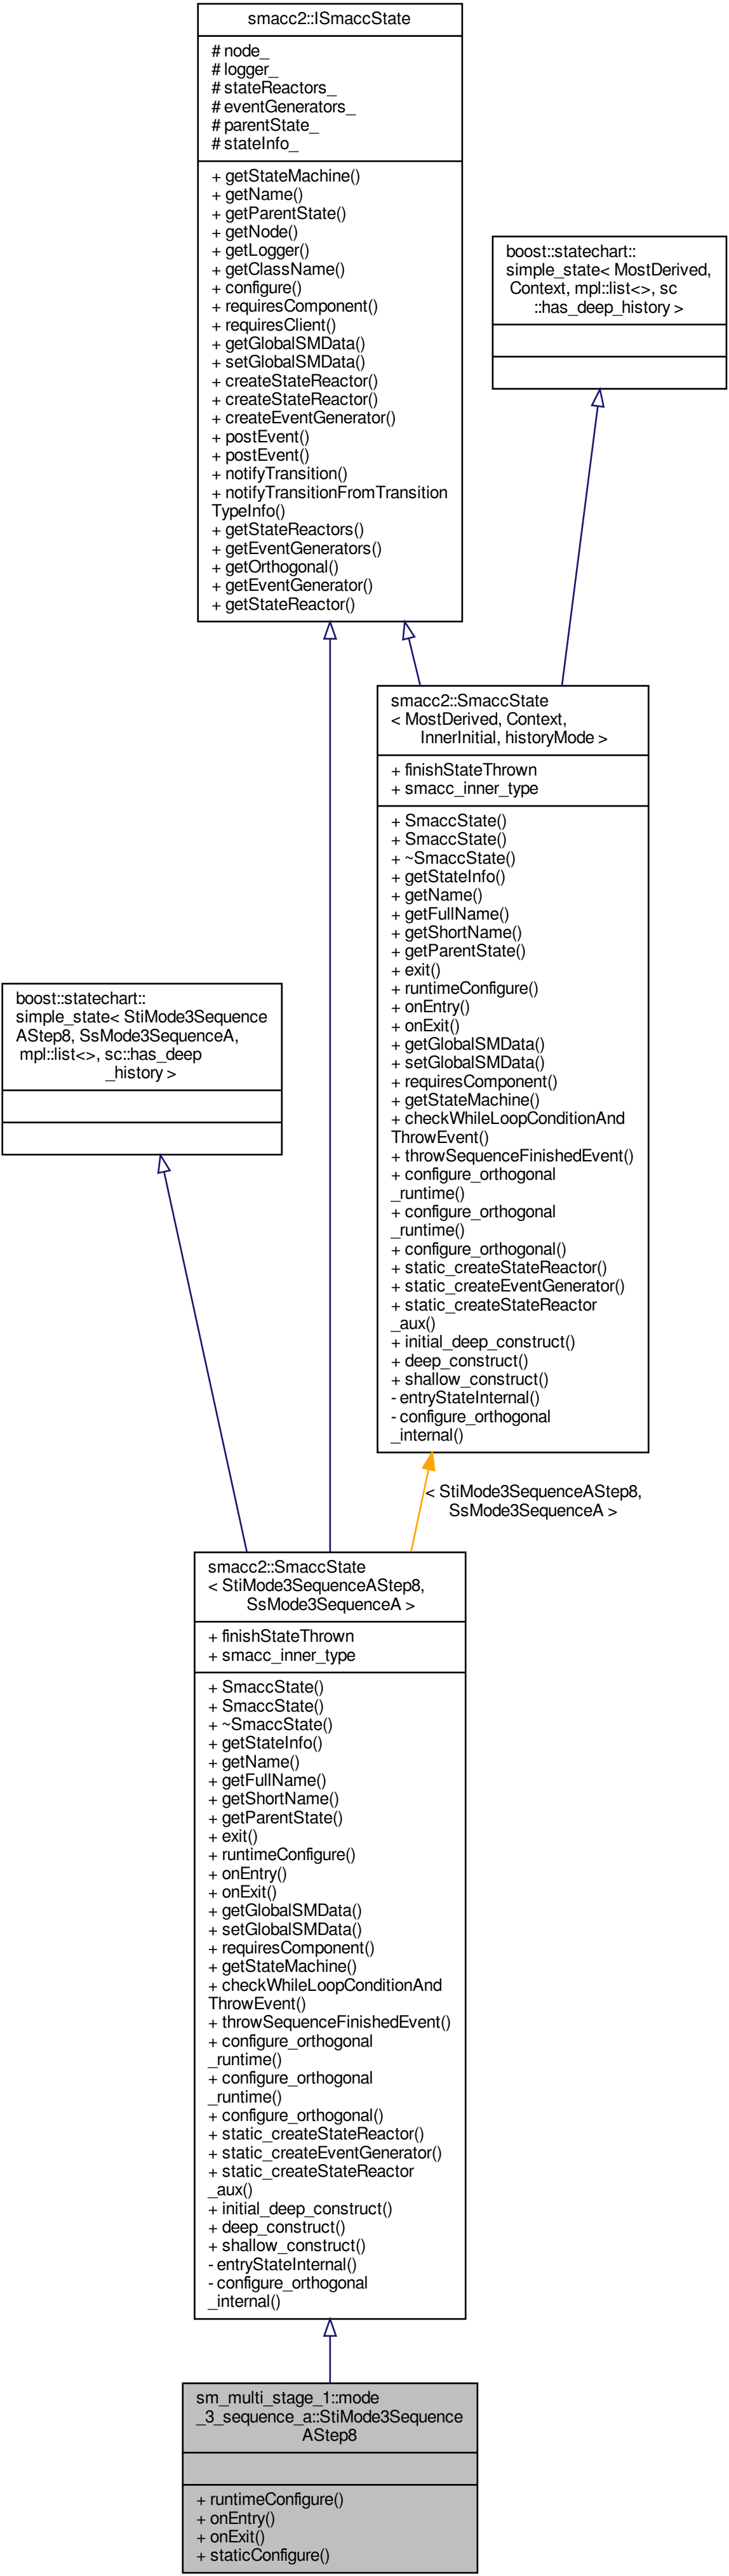 smacc2::ISmaccState
# node_
# logger_
# stateReactors_
# eventGenerators_
# parentState_
# stateInfo_
+ getStateMachine()
+ getName()
+ getParentState()
+ getNode()
+ getLogger()
+ getClassName()
+ configure()
+ requiresComponent()
+ requiresClient()
+ getGlobalSMData()
+ setGlobalSMData()
+ createStateReactor()
+ createStateReactor()
+ createEventGenerator()
+ postEvent()
+ postEvent()
+ notifyTransition()
+ notifyTransitionFromTransition
TypeInfo()
+ getStateReactors()
+ getEventGenerators()
+ getOrthogonal()
+ getEventGenerator()
+ getStateReactor()
boost::statechart::
simple_state< MostDerived,
Context, mpl::list<>, sc
::has_deep_history >
smacc2::SmaccState
< MostDerived, Context,
InnerInitial, historyMode >
+ finishStateThrown
+ smacc_inner_type
+ SmaccState()
+ SmaccState()
+ ~SmaccState()
+ getStateInfo()
+ getName()
+ getFullName()
+ getShortName()
+ getParentState()
+ exit()
+ runtimeConfigure()
+ onEntry()
+ onExit()
+ getGlobalSMData()
+ setGlobalSMData()
+ requiresComponent()
+ getStateMachine()
+ checkWhileLoopConditionAnd
ThrowEvent()
+ throwSequenceFinishedEvent()
+ configure_orthogonal
_runtime()
+ configure_orthogonal
_runtime()
+ configure_orthogonal()
+ static_createStateReactor()
+ static_createEventGenerator()
+ static_createStateReactor
_aux()
+ initial_deep_construct()
+ deep_construct()
+ shallow_construct()
- entryStateInternal()
- configure_orthogonal
_internal()
boost::statechart::
simple_state< StiMode3Sequence
AStep8, SsMode3SequenceA,
mpl::list<>, sc::has_deep
_history >
< StiMode3SequenceAStep8,
SsMode3SequenceA >
smacc2::SmaccState
< StiMode3SequenceAStep8,
SsMode3SequenceA >
+ finishStateThrown
+ smacc_inner_type
+ SmaccState()
+ SmaccState()
+ ~SmaccState()
+ getStateInfo()
+ getName()
+ getFullName()
+ getShortName()
+ getParentState()
+ exit()
+ runtimeConfigure()
+ onEntry()
+ onExit()
+ getGlobalSMData()
+ setGlobalSMData()
+ requiresComponent()
+ getStateMachine()
+ checkWhileLoopConditionAnd
ThrowEvent()
+ throwSequenceFinishedEvent()
+ configure_orthogonal
_runtime()
+ configure_orthogonal
_runtime()
+ configure_orthogonal()
+ static_createStateReactor()
+ static_createEventGenerator()
+ static_createStateReactor
_aux()
+ initial_deep_construct()
+ deep_construct()
+ shallow_construct()
- entryStateInternal()
- configure_orthogonal
_internal()
sm_multi_stage_1::mode
_3_sequence_a::StiMode3Sequence
AStep8
+ runtimeConfigure()
+ onEntry()
+ onExit()
+ staticConfigure()